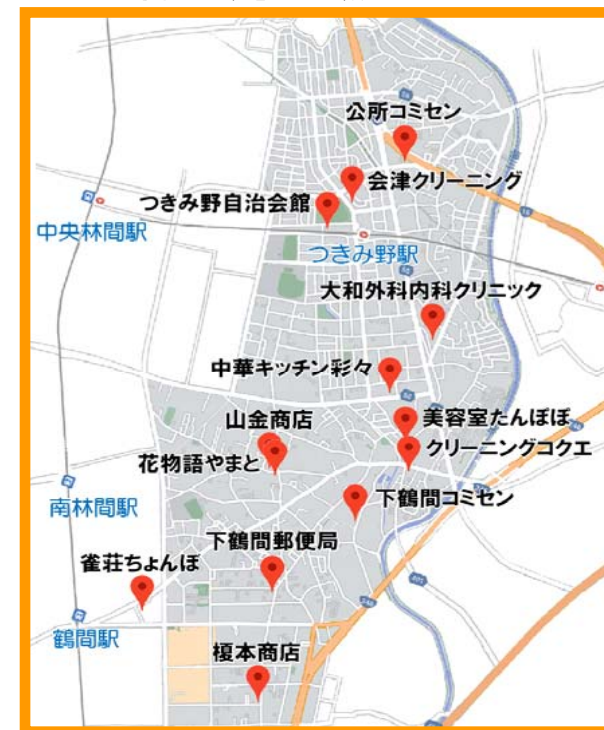 公所コミセン
会津クリーニング
つきみ野自治会館
中央林間駅
つきみ野駅
大和外科内科クリニック
中華キッチン彩々
山金商店
美容室たんぽぽ
花物語やまと
クリーニングコクエ
南林間駅
下鶴間コミセン
下鶴間郵便局
雀荘ちょんぼ
鶴間駅
榎本商店